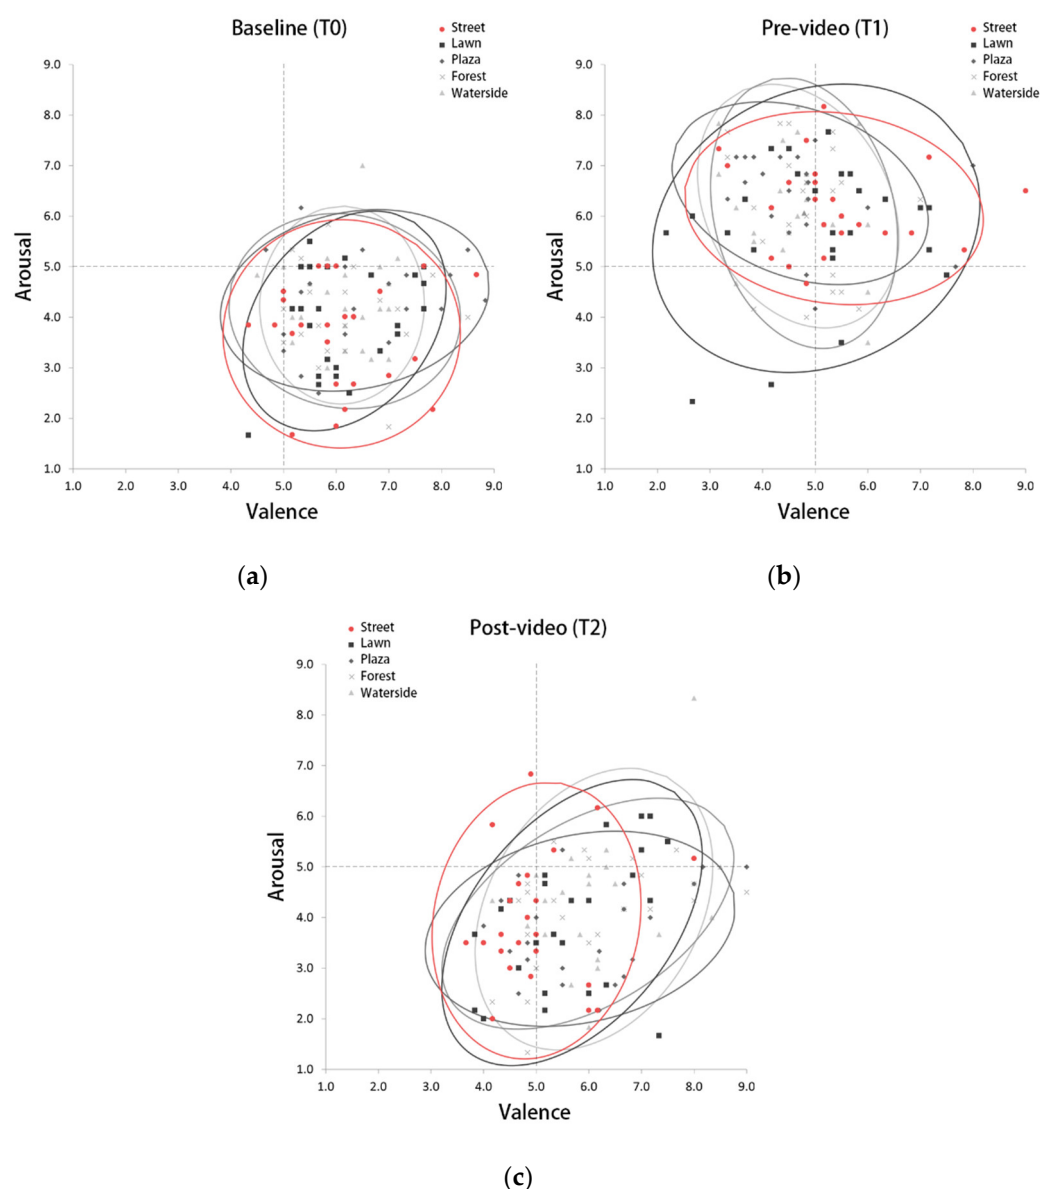 Baseline (T0)
Street
Lawn
Plaza
Forest
Waterside
9.0
8.0
7.0
6.0
5.0
4.0
3.0
2.0
1.0
Arousal
1.0 2.0 3.0 4.0 5.0 6.0 7.0 8.0 9.0
Valence
(a)
Pre-video (T1)
Street
Lawn
Plaza
Forest
Waterside
9.0
8.0
7.0
6.0
5.0
4.0
3.0
2.0
1.0
Arousal
1.0 2.0 3.0 4.0 5.0 6.0 7.0 8.0 9.0
Valence
(b)
Post-video (T2)
Street
Lawn
Plaza
Forest
Waterside
9.0
8.0
7.0
6.0
5.0
4.0
3.0
2.0
1.0
Arousal
1.0 2.0 3.0 4.0 5.0 6.0 7.0 8.0 9.0
Valence
(c)